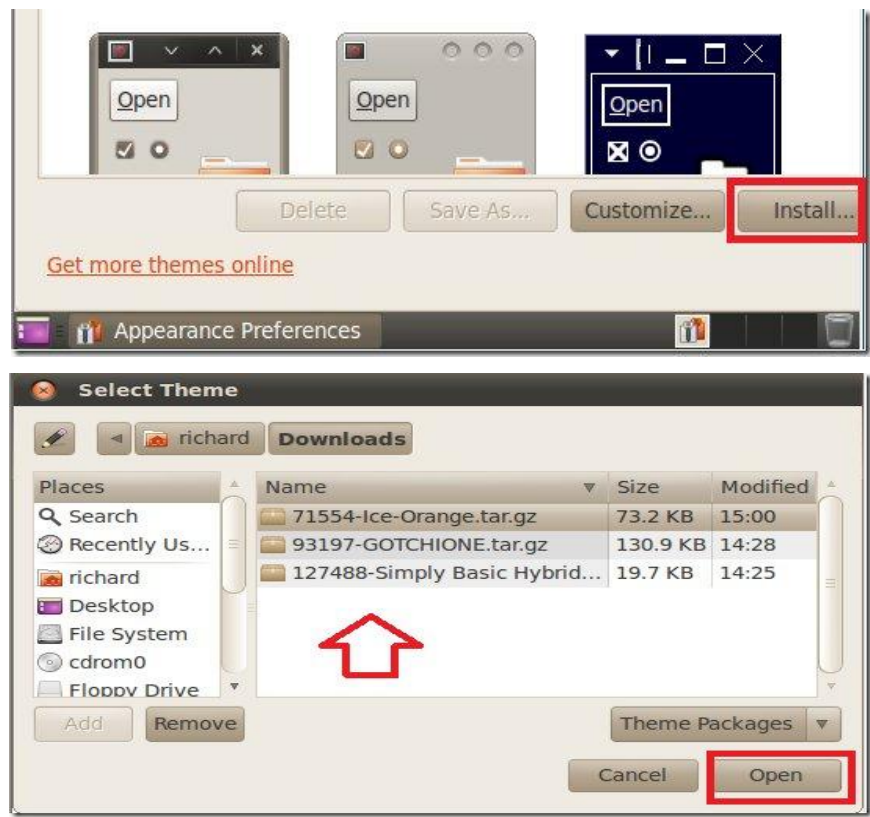 Open Open Open
Delete Save As... Customize... Install...
Get more themes online
Appearance Preferences
Select Theme
richard Downloads
Places Name Size Modified
Search 71554-Ice-Orange.tar.gz 73.2 KB 15:00
Recently Us... 93197-GOTCHIONE.tar.gz 130.9 KB 14:28
richard 127488-Simply Basic Hybrid... 19.7 KB 14:25
Desktop
File System
cdrom0
Floppy Drive
Add Remove Theme Packages
Cancel Open